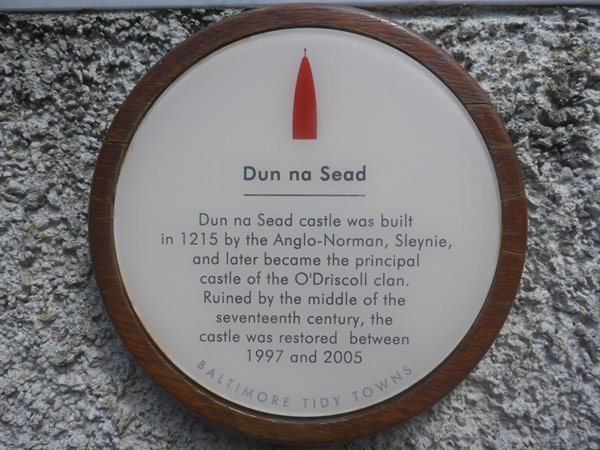 Dun na Sead
Dun na Sead castle was built
in 1215 by the Anglo-Norman, Sleynie,
and later became the principal
castle of the O'Driscoll clan.
Ruined by the middle of the
seventeenth century, the
castle was restored between
1997 and 2005
BALTIMORE TIDY TOWNS